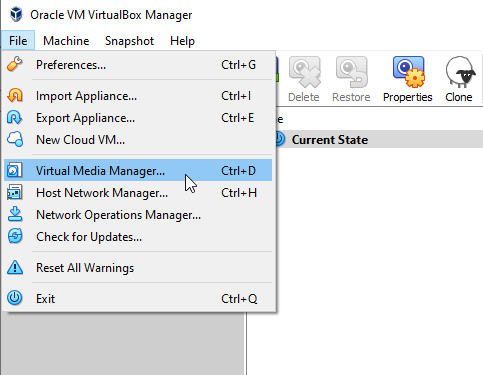 Oracle VM VirtualBox Manager
File Machine Snapshot Help
Preferences... Ctrl+G
Import Appliance... Ctrl+I
Export Appliance... Ctrl+E
New Cloud VM...
Virtual Media Manager... Ctrl+D
Host Network Manager... Ctrl+H
Network Operations Manager...
Check for Updates...
Reset All Warnings
Exit Ctrl+Q
Delete Restore Properties Clone
Current State